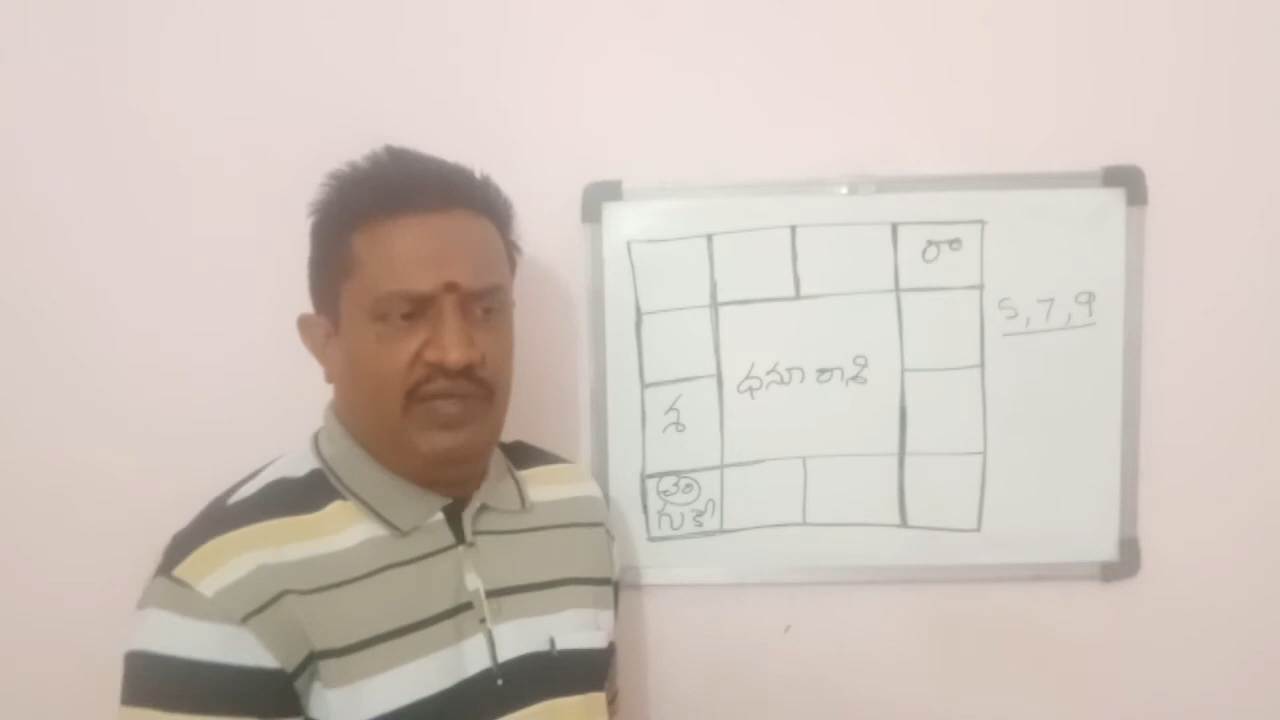 రా
5, 7, 9
ధనూ రాశి
శ
చం
గు కే